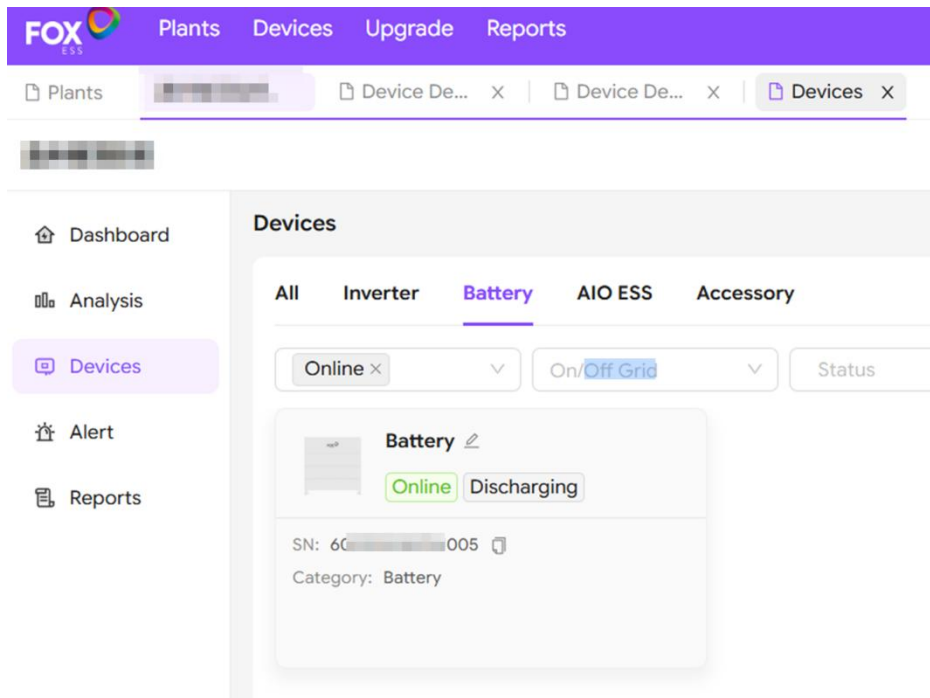 FOX ESS
Plants Devices Upgrade Reports
Plants Device De... X Device De... X Devices X
Dashboard
Analysis
Devices
Alert
Reports
Devices
All Inverter Battery AIO ESS Accessory
Online × On/Off Grid Status
Battery
Online Discharging
SN: 60 005
Category: Battery